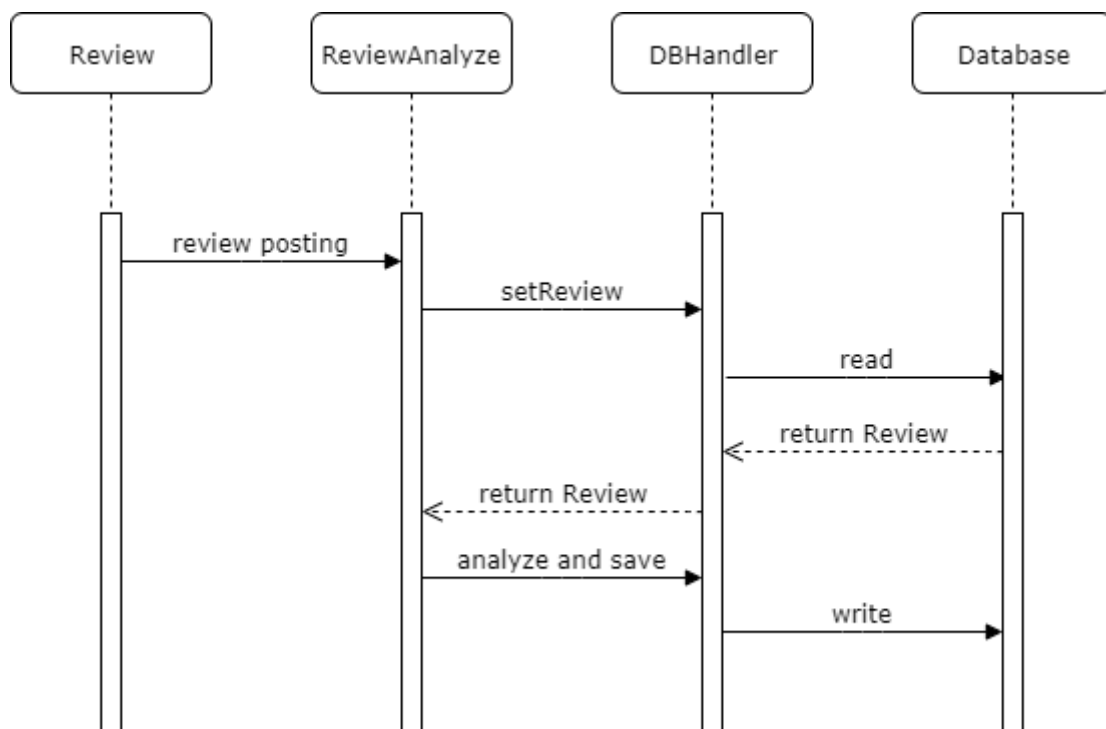 Review
ReviewAnalyze
DBHandler
Database
review posting
setReview
read
return Review
return Review
analyze and save
write